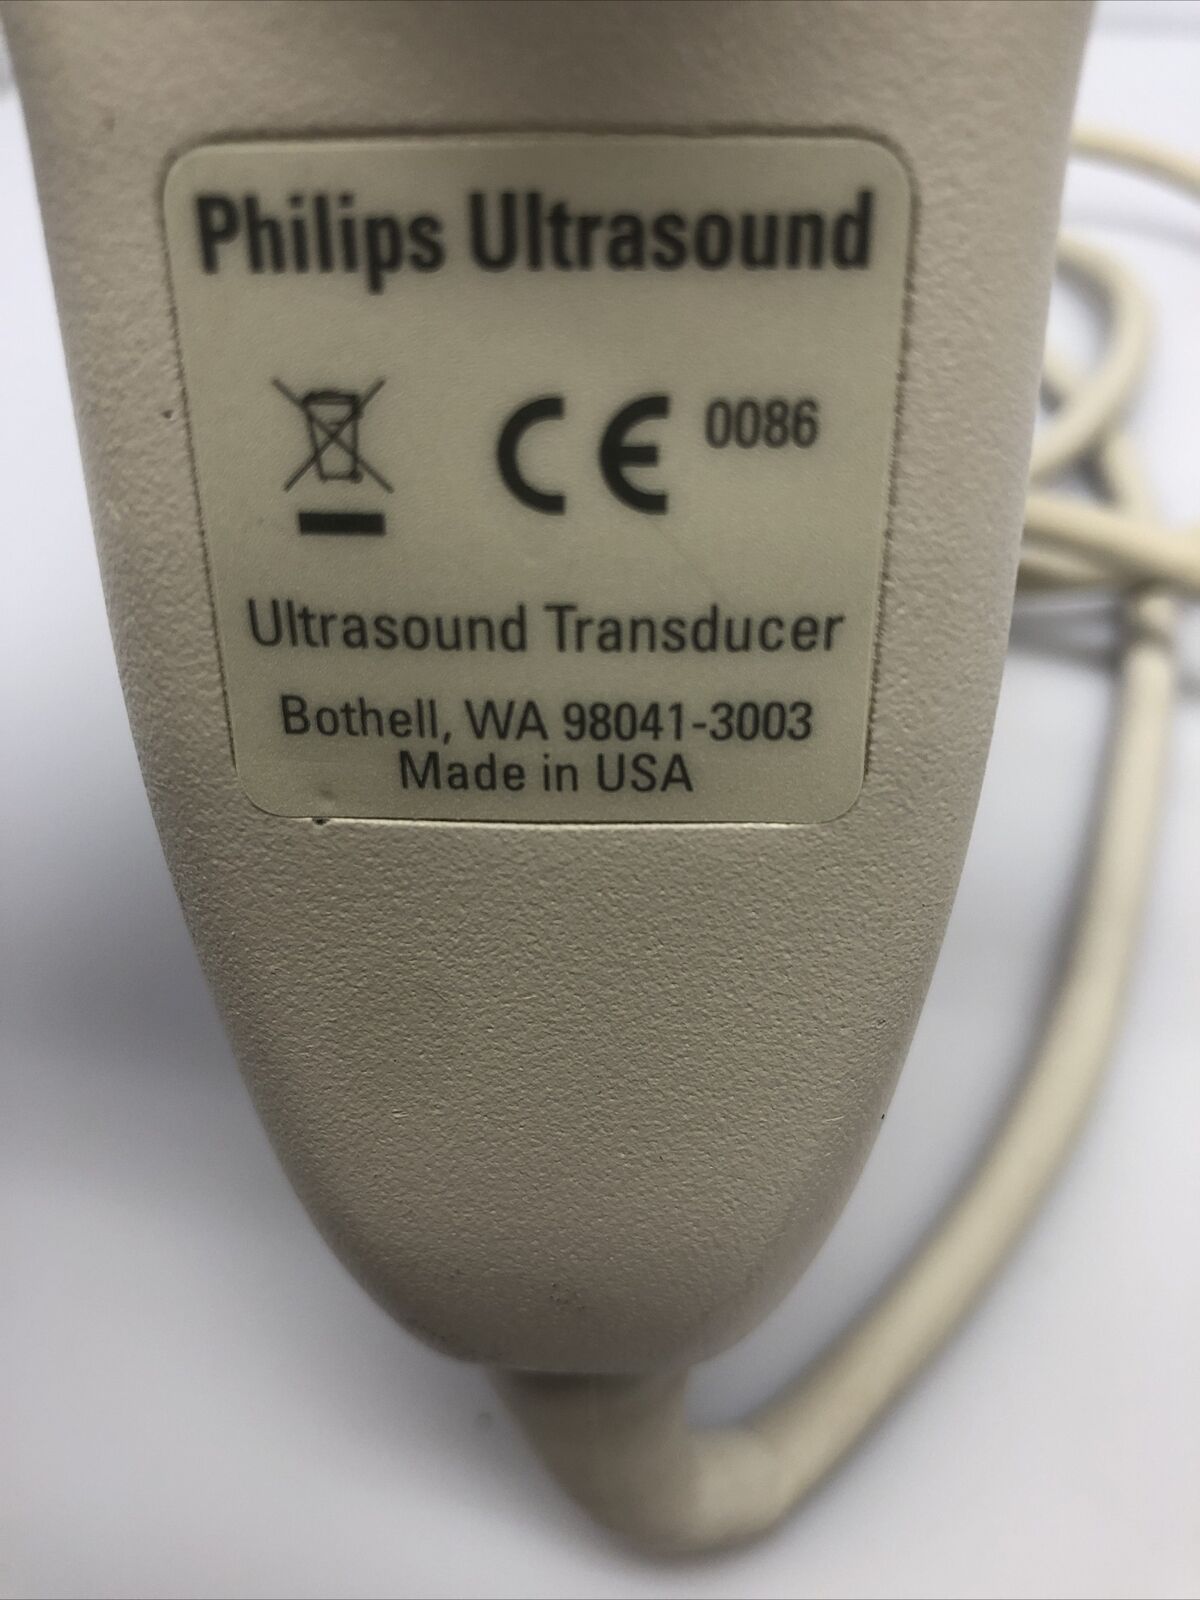 Philips Ultrasound
CE 0086
Ultrasound Transducer
Bothell, WA 98041-3003
Made in USA